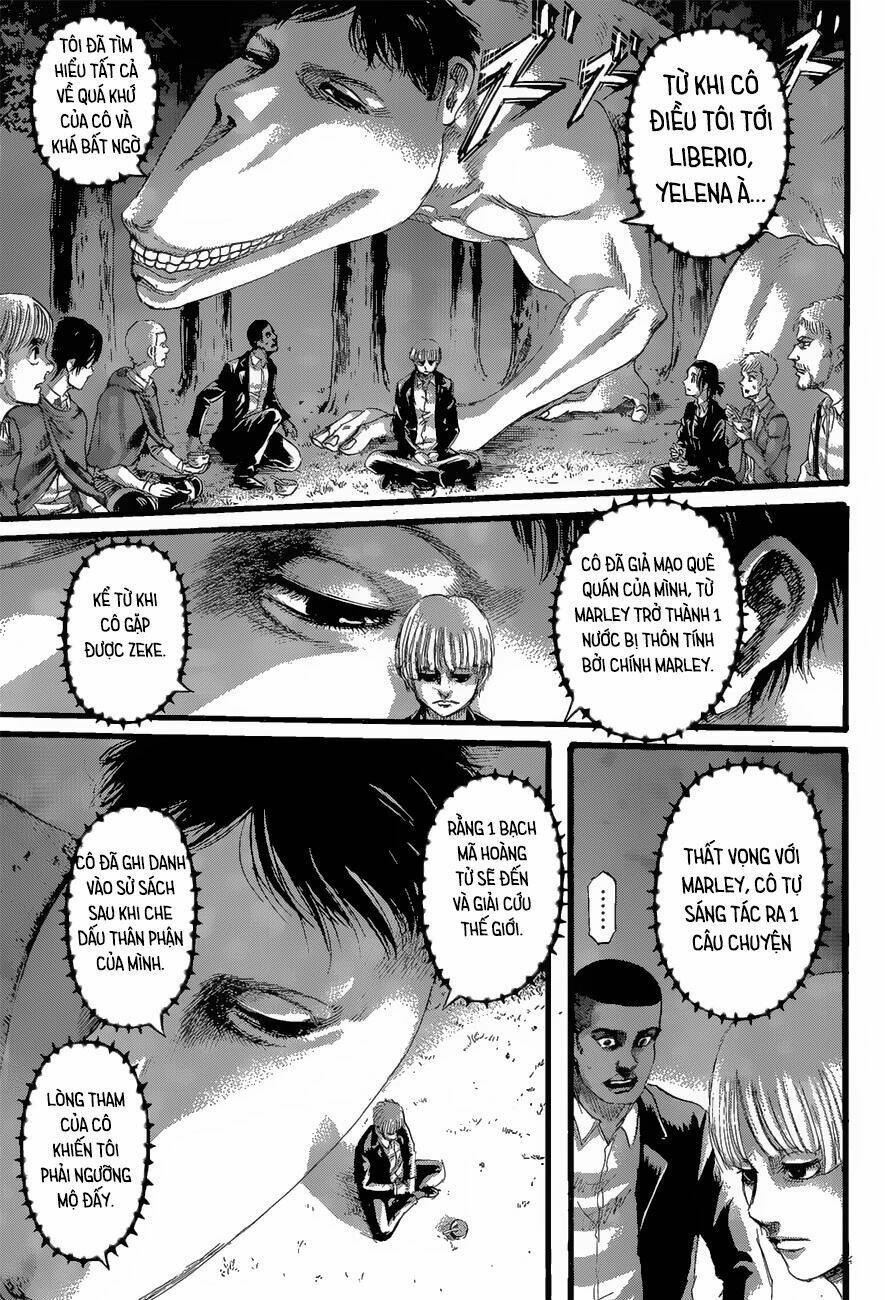 TỪ KHI CÔ
ĐIỀU TÔI TỚI
LIBERIO,
YELENA À...
TÔI ĐÃ TÌM
HIỂU TẤT CẢ
VỀ QUÁ KHỨ
CỦA CÔ VÀ
KHÁ BẤT NGỜ
ド
ド
ド
CÔ ĐÃ GIẢ MẠO QUÊ
QUÁN CỦA MÌNH, TỪ
MARLEY TRỞ THÀNH 1
NƯỚC BỊ THÔN TÍNH
BỞI CHÍNH MARLEY.
KỂ TỪ KHI
CÔ GẶP
ĐƯỢC ZEKE.
THẤT VỌNG VỚI
MARLEY, CÔ TỰ
SÁNG TÁC RA 1
CÂU CHUYỆN
......
RẰNG 1 BẠCH
MÃ HOÀNG
TỬ SẼ ĐẾN
VÀ GIẢI CỨU
THẾ GIỚI.
CÔ ĐÃ GHI DANH
VÀO SỬ SÁCH
SAU KHI CHE
DẤU THÂN PHẬN
CỦA MÌNH.
LÒNG THAM
CỦA CÔ
KHIẾN TÔI
PHẢI NGƯỠNG
MỘ ĐẤY.